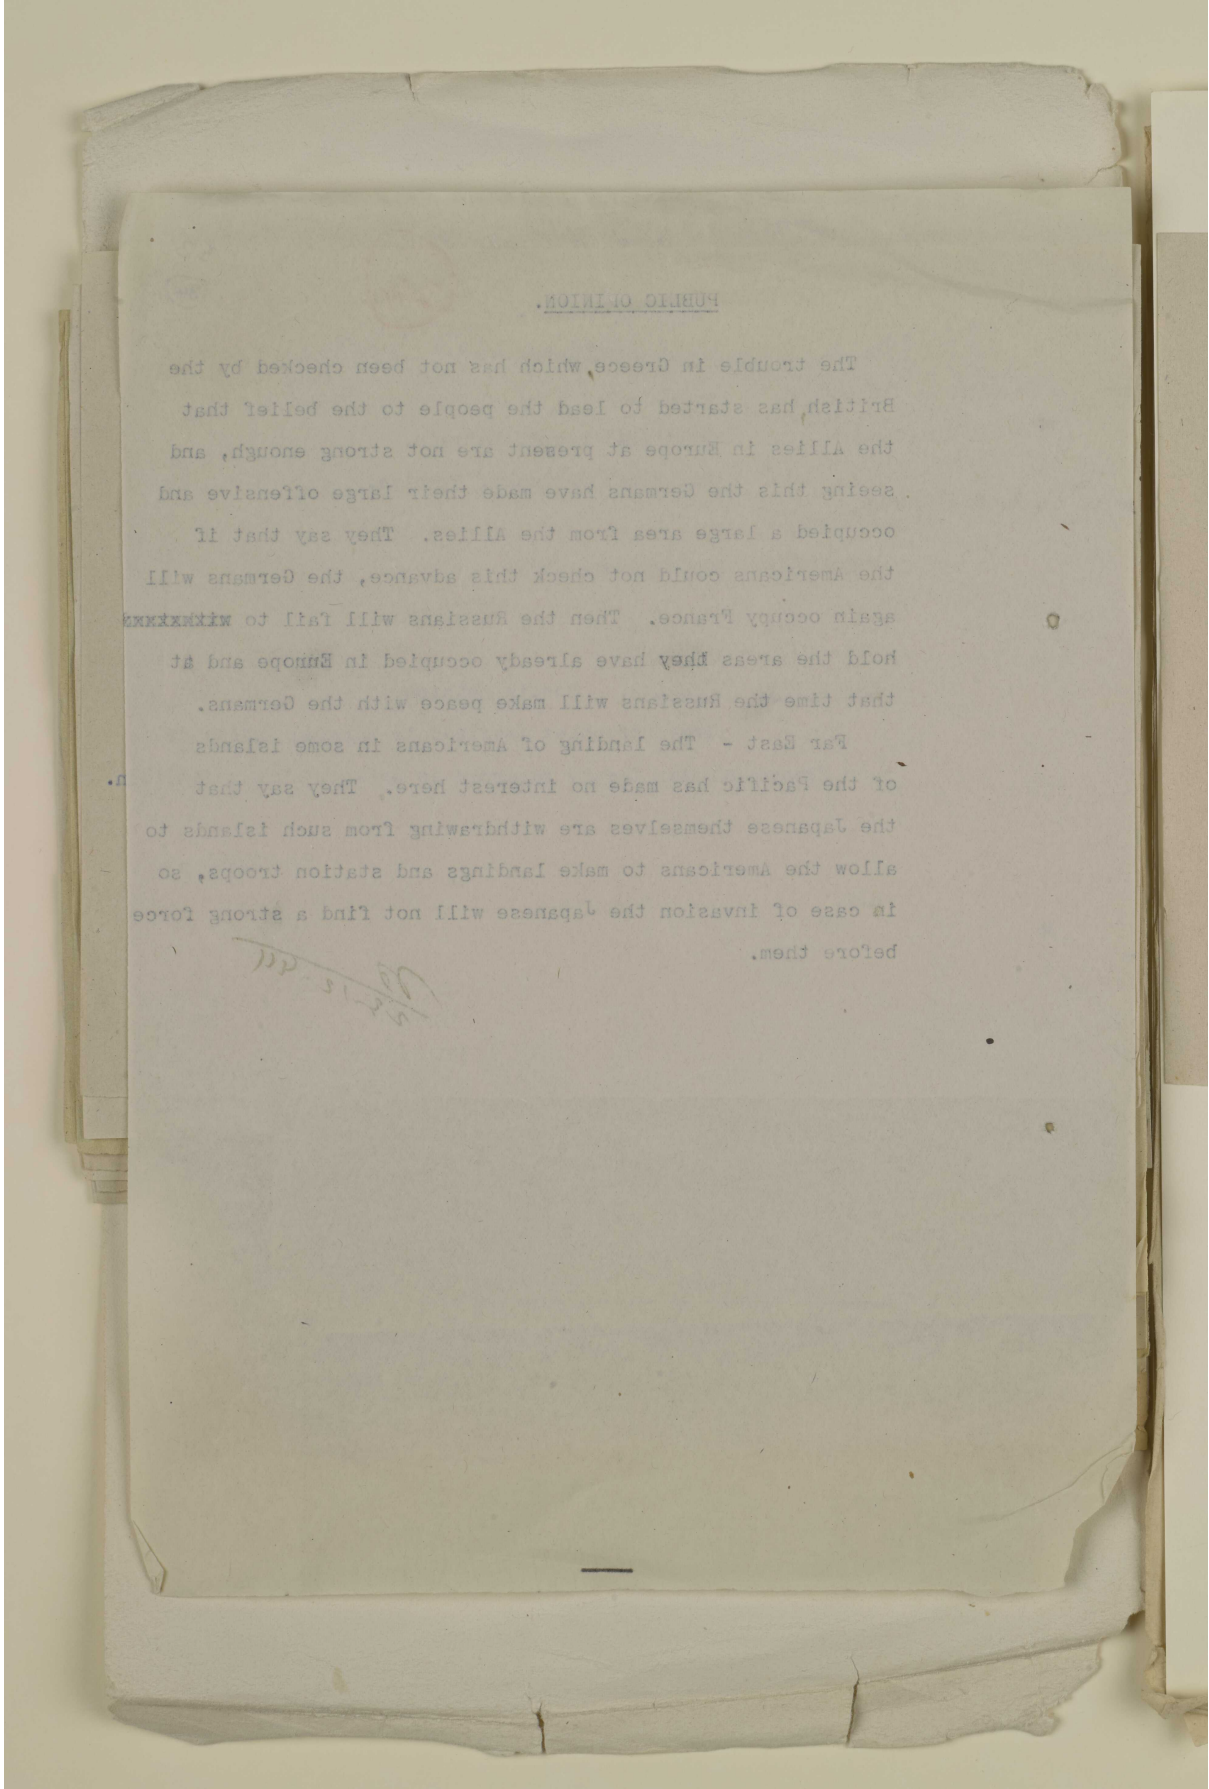 PUBLIC OPINION.
The trouble in Greece, which has not been checked by the
British, has started to lead the people to the belief that
the Allies in Europe at present are not strong enough, and
seeing this the Germans have made their large offensive and
occupied a large area from the Allies. They say that if
the Americans could not check this advance, the Germans will
again occupy France. Then the Russians will fail to
hold the areas they have already occupied in Europe and at
that time the Russians will make peace with the Germans.
Far East - The landing of Americans in some islands
of the Pacific has made no interest here. They say that
the Japanese themselves are withdrawing from such islands to
allow the Americans to make landings and station troops, so
in case of invasion the Japanese will not find a strong force
before them.